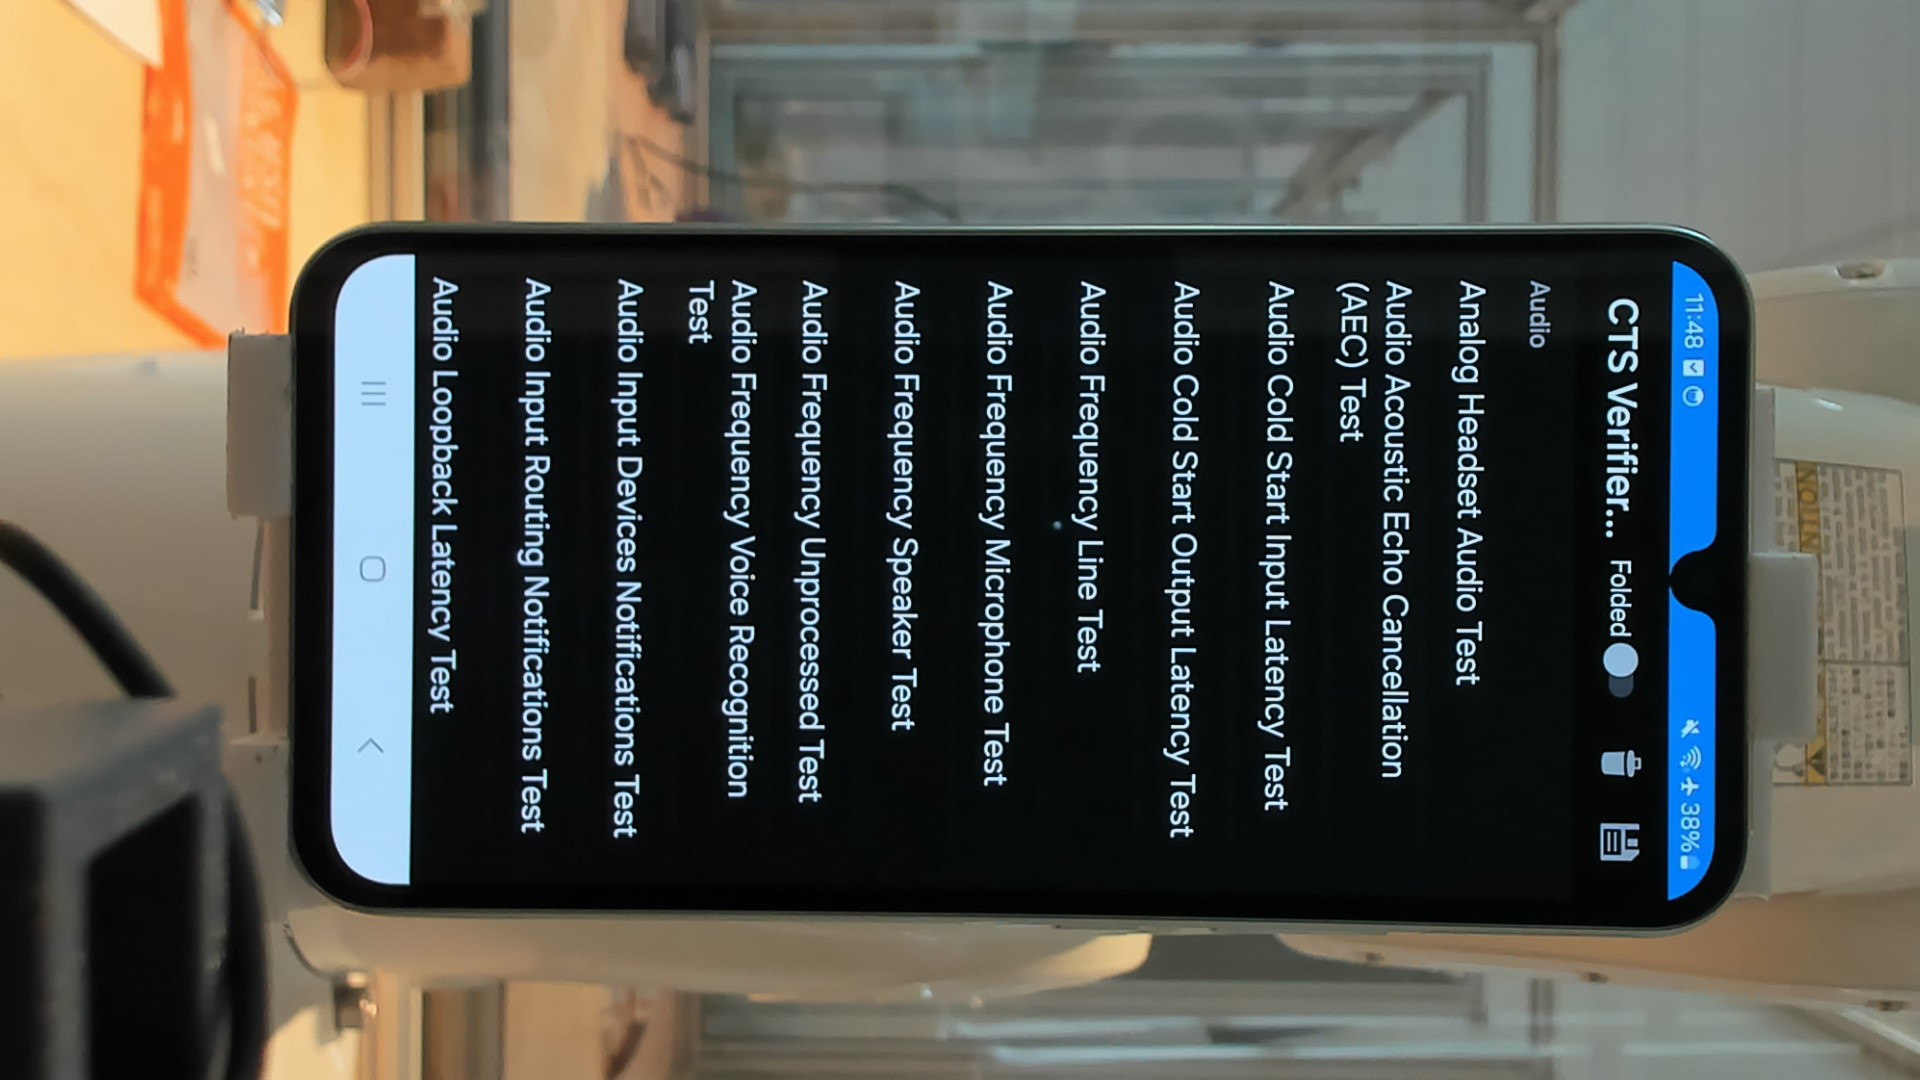 11:48
38%
CTS Verifier...
Folded
Audio
Analog Headset Audio Test
Audio Acoustic Echo Cancellation
(AEC) Test
Audio Cold Start Input Latency Test
Audio Cold Start Output Latency Test
Audio Frequency Line Test
Audio Frequency Microphone Test
Audio Frequency Speaker Test
Audio Frequency Unprocessed Test
Audio Frequency Voice Recognition
Test
Audio Input Devices Notifications Test
Audio Input Routing Notifications Test
Audio Loopback Latency Test